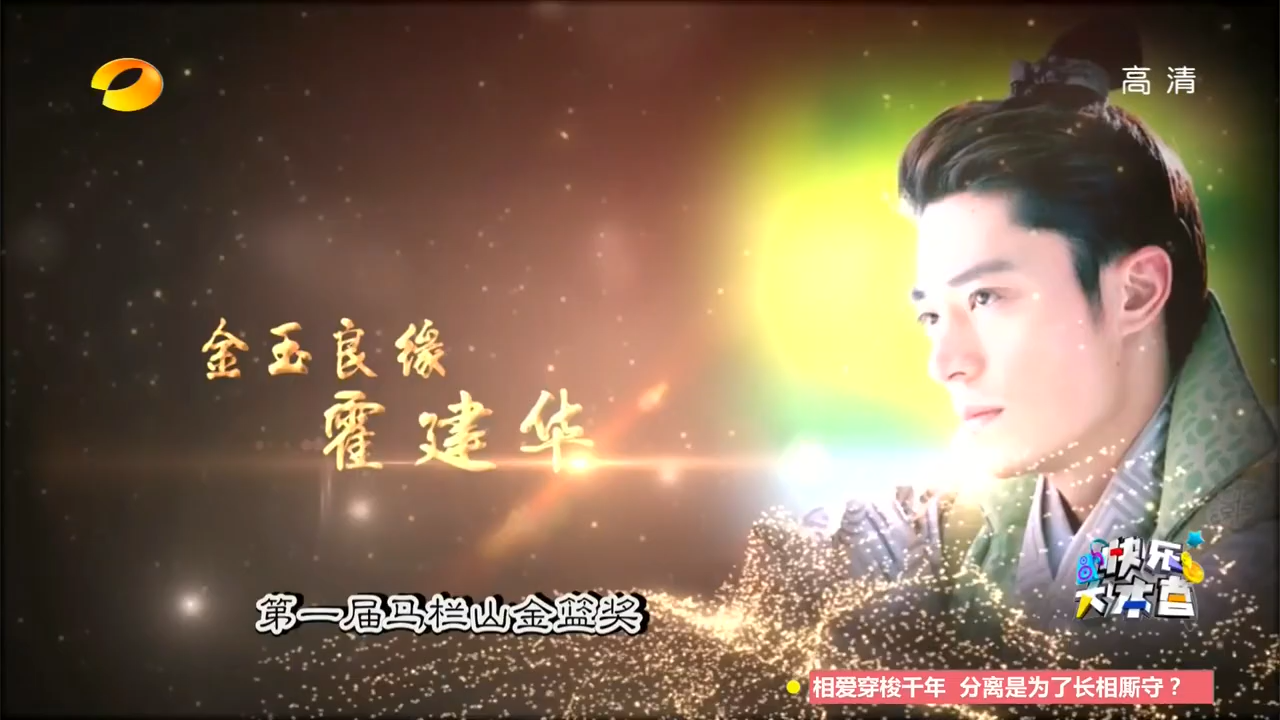 高清
金玉良缘
霍建华
第一届马栏山金篮奖
快乐
大本营
相爱穿梭千年 分离是为了长相厮守？